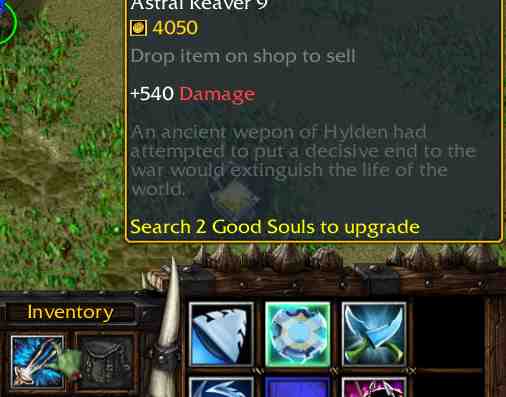 Astral Reaver 9
4050
Drop item on shop to sell
+540 Damage
An ancient wepon of Hylden had
attempted to put a decisive end to the
war would extinguish the life of the
world.
Search 2 Good Souls to upgrade
Inventory